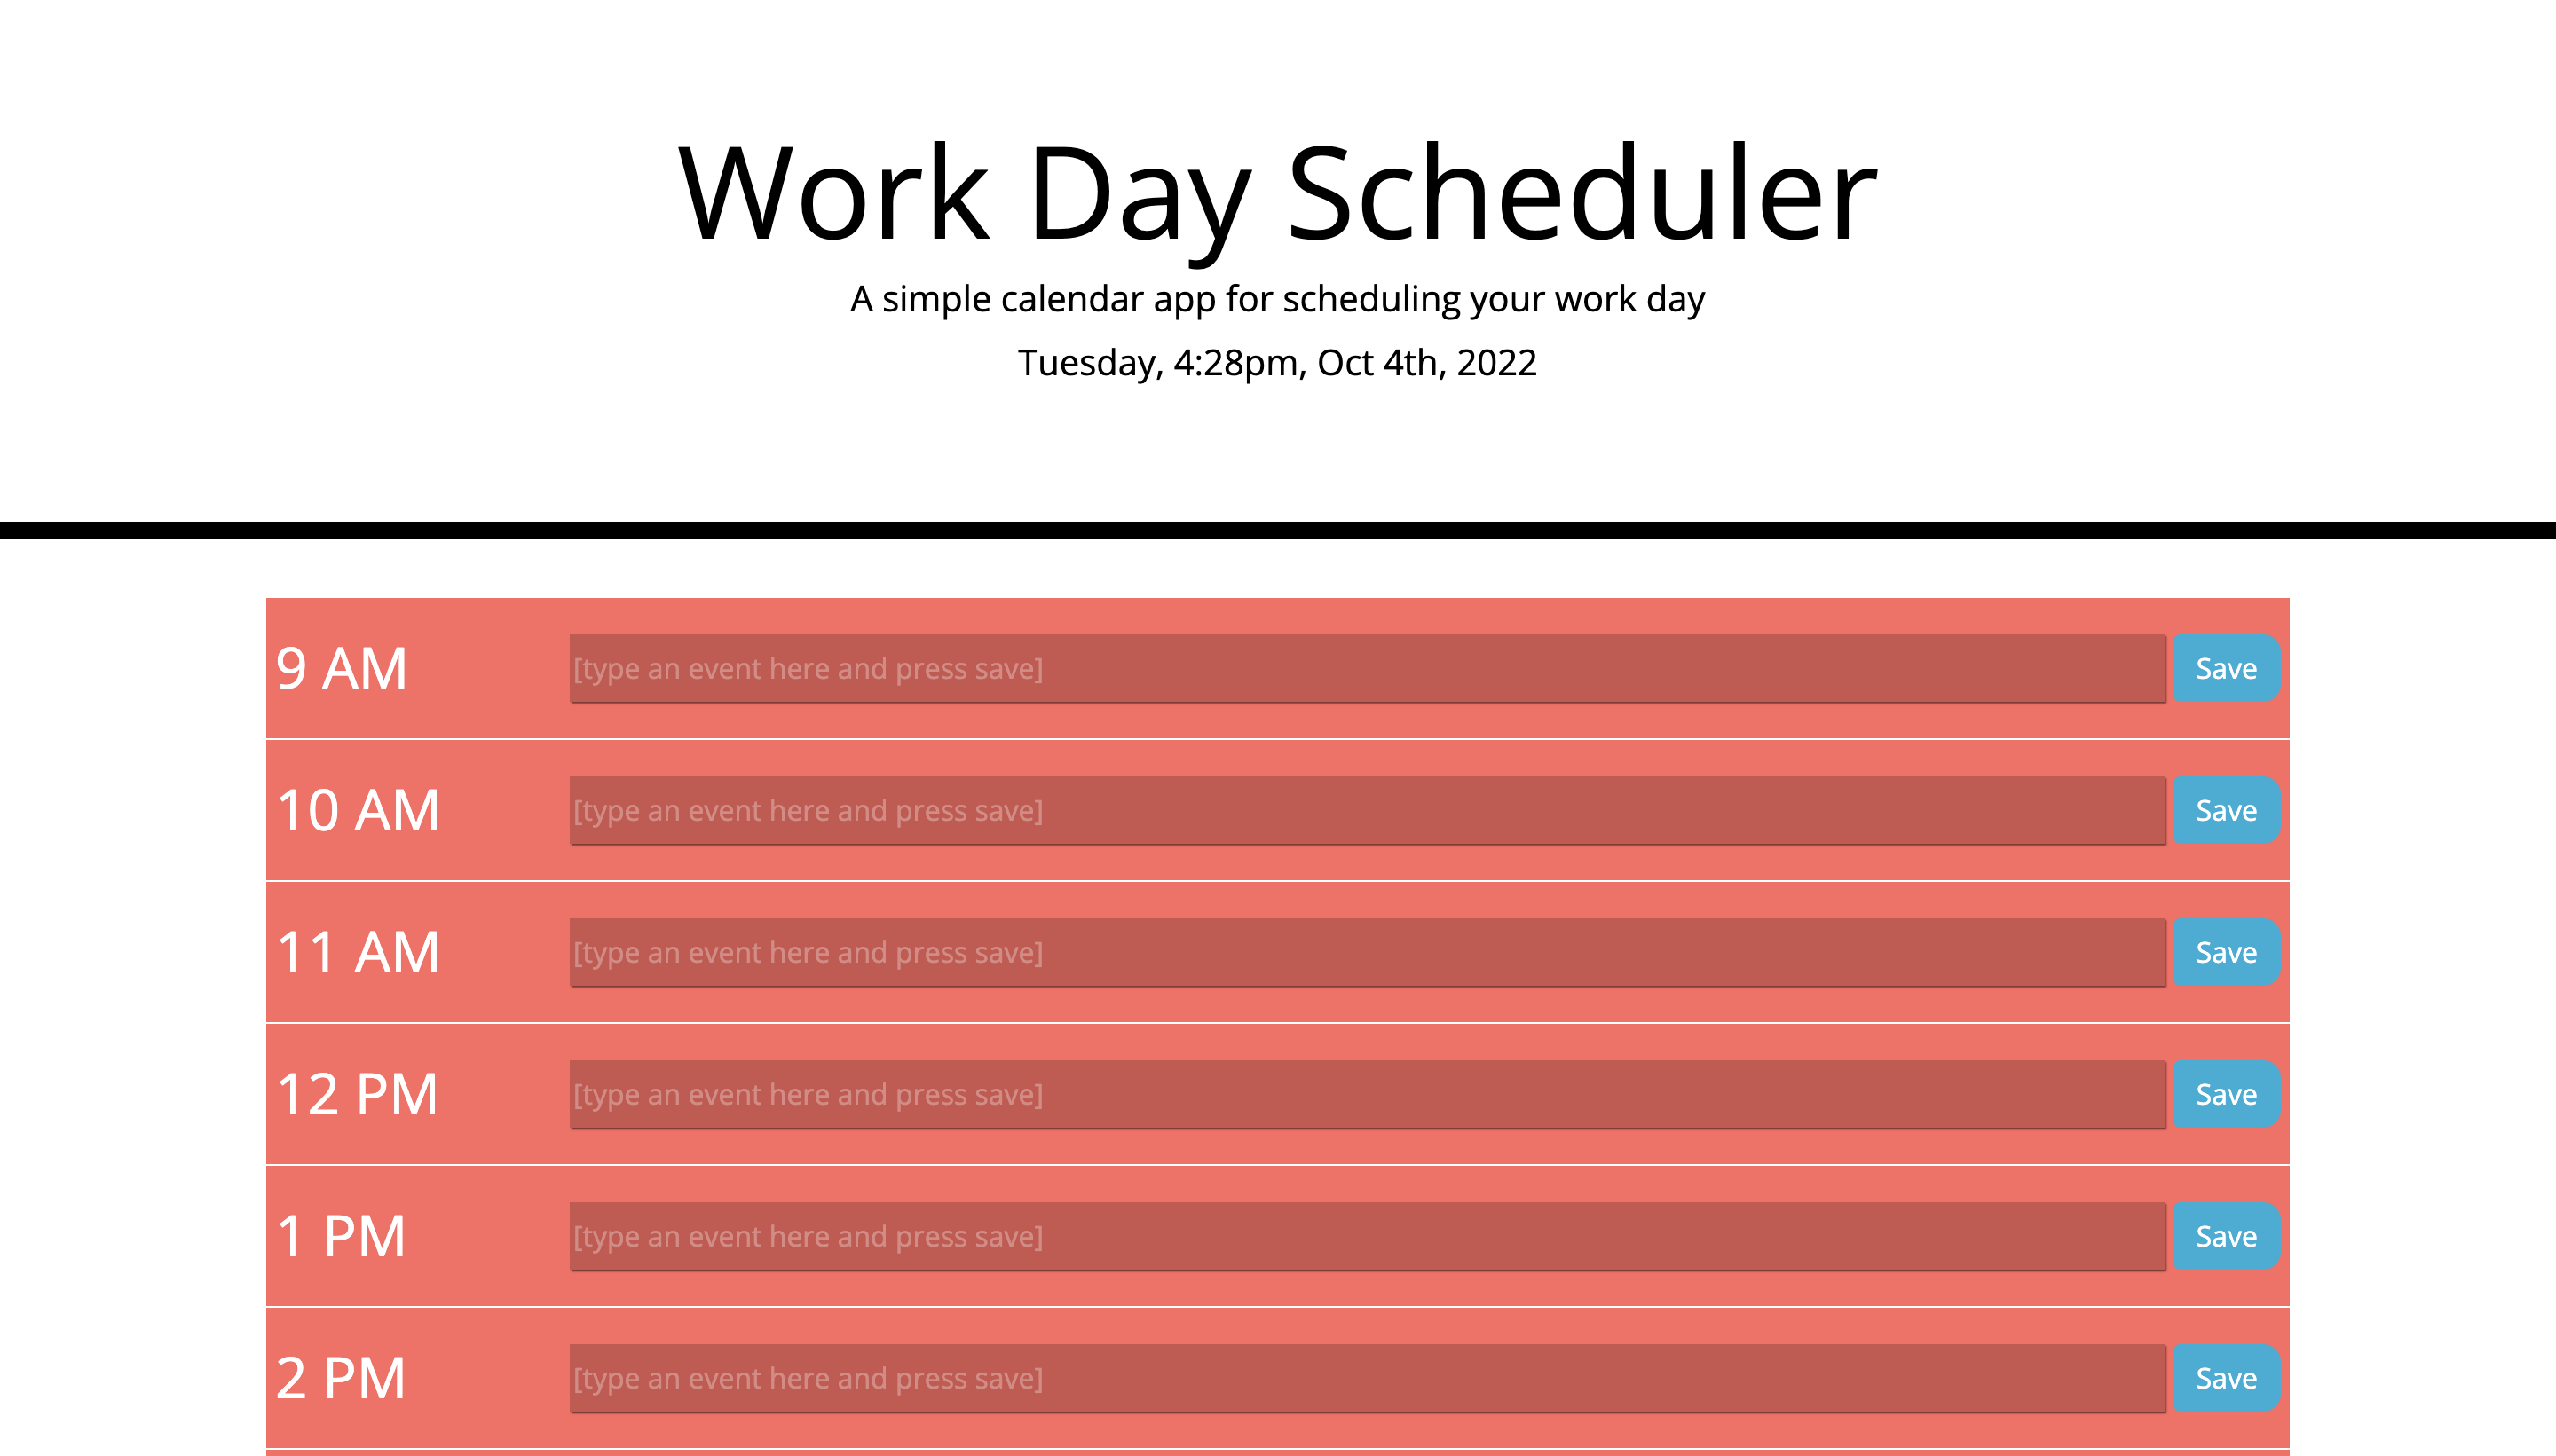 Work Day Scheduler
A simple calendar app for scheduling your work day
Tuesday, 4:28pm, Oct 4th, 2022
9 AM [type an event here and press save] Save
10 AM [type an event here and press save] Save
11 AM [type an event here and press save] Save
12 PM [type an event here and press save] Save
1 PM [type an event here and press save] Save
2 PM [type an event here and press save] Save